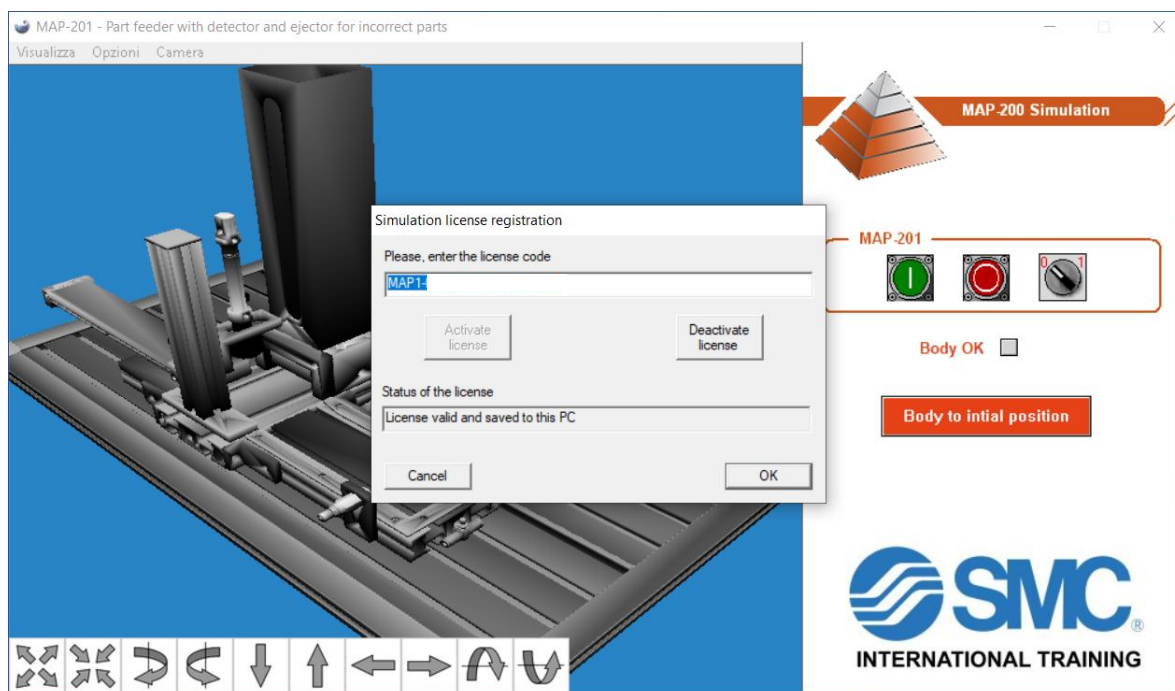 MAP-201 - Part feeder with detector and ejector for incorrect parts
Visualizza Opzioni Camera
MAP-200 Simulation
Simulation license registration
Please, enter the license code
MAP1-
Activate
license
Deactivate
license
Status of the license
License valid and saved to this PC
Cancel
OK
MAP-201
0 1
Body OK
Body to intial position
SMC
®
INTERNATIONAL TRAINING